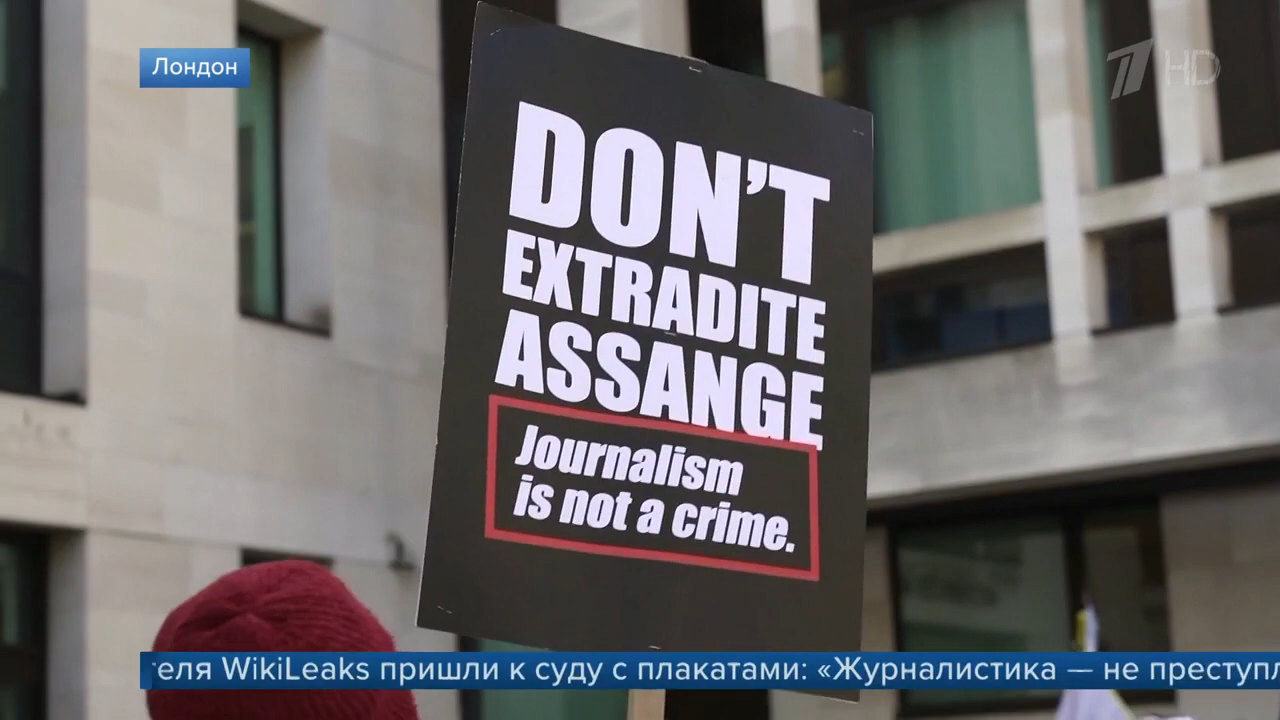 Лондон
HD
DON'T
EXTRADITE
ASSANGE
Journalism
is not a crime.
теля WikiLeaks пришли к суду с плакатами: «Журналистика — не преступл